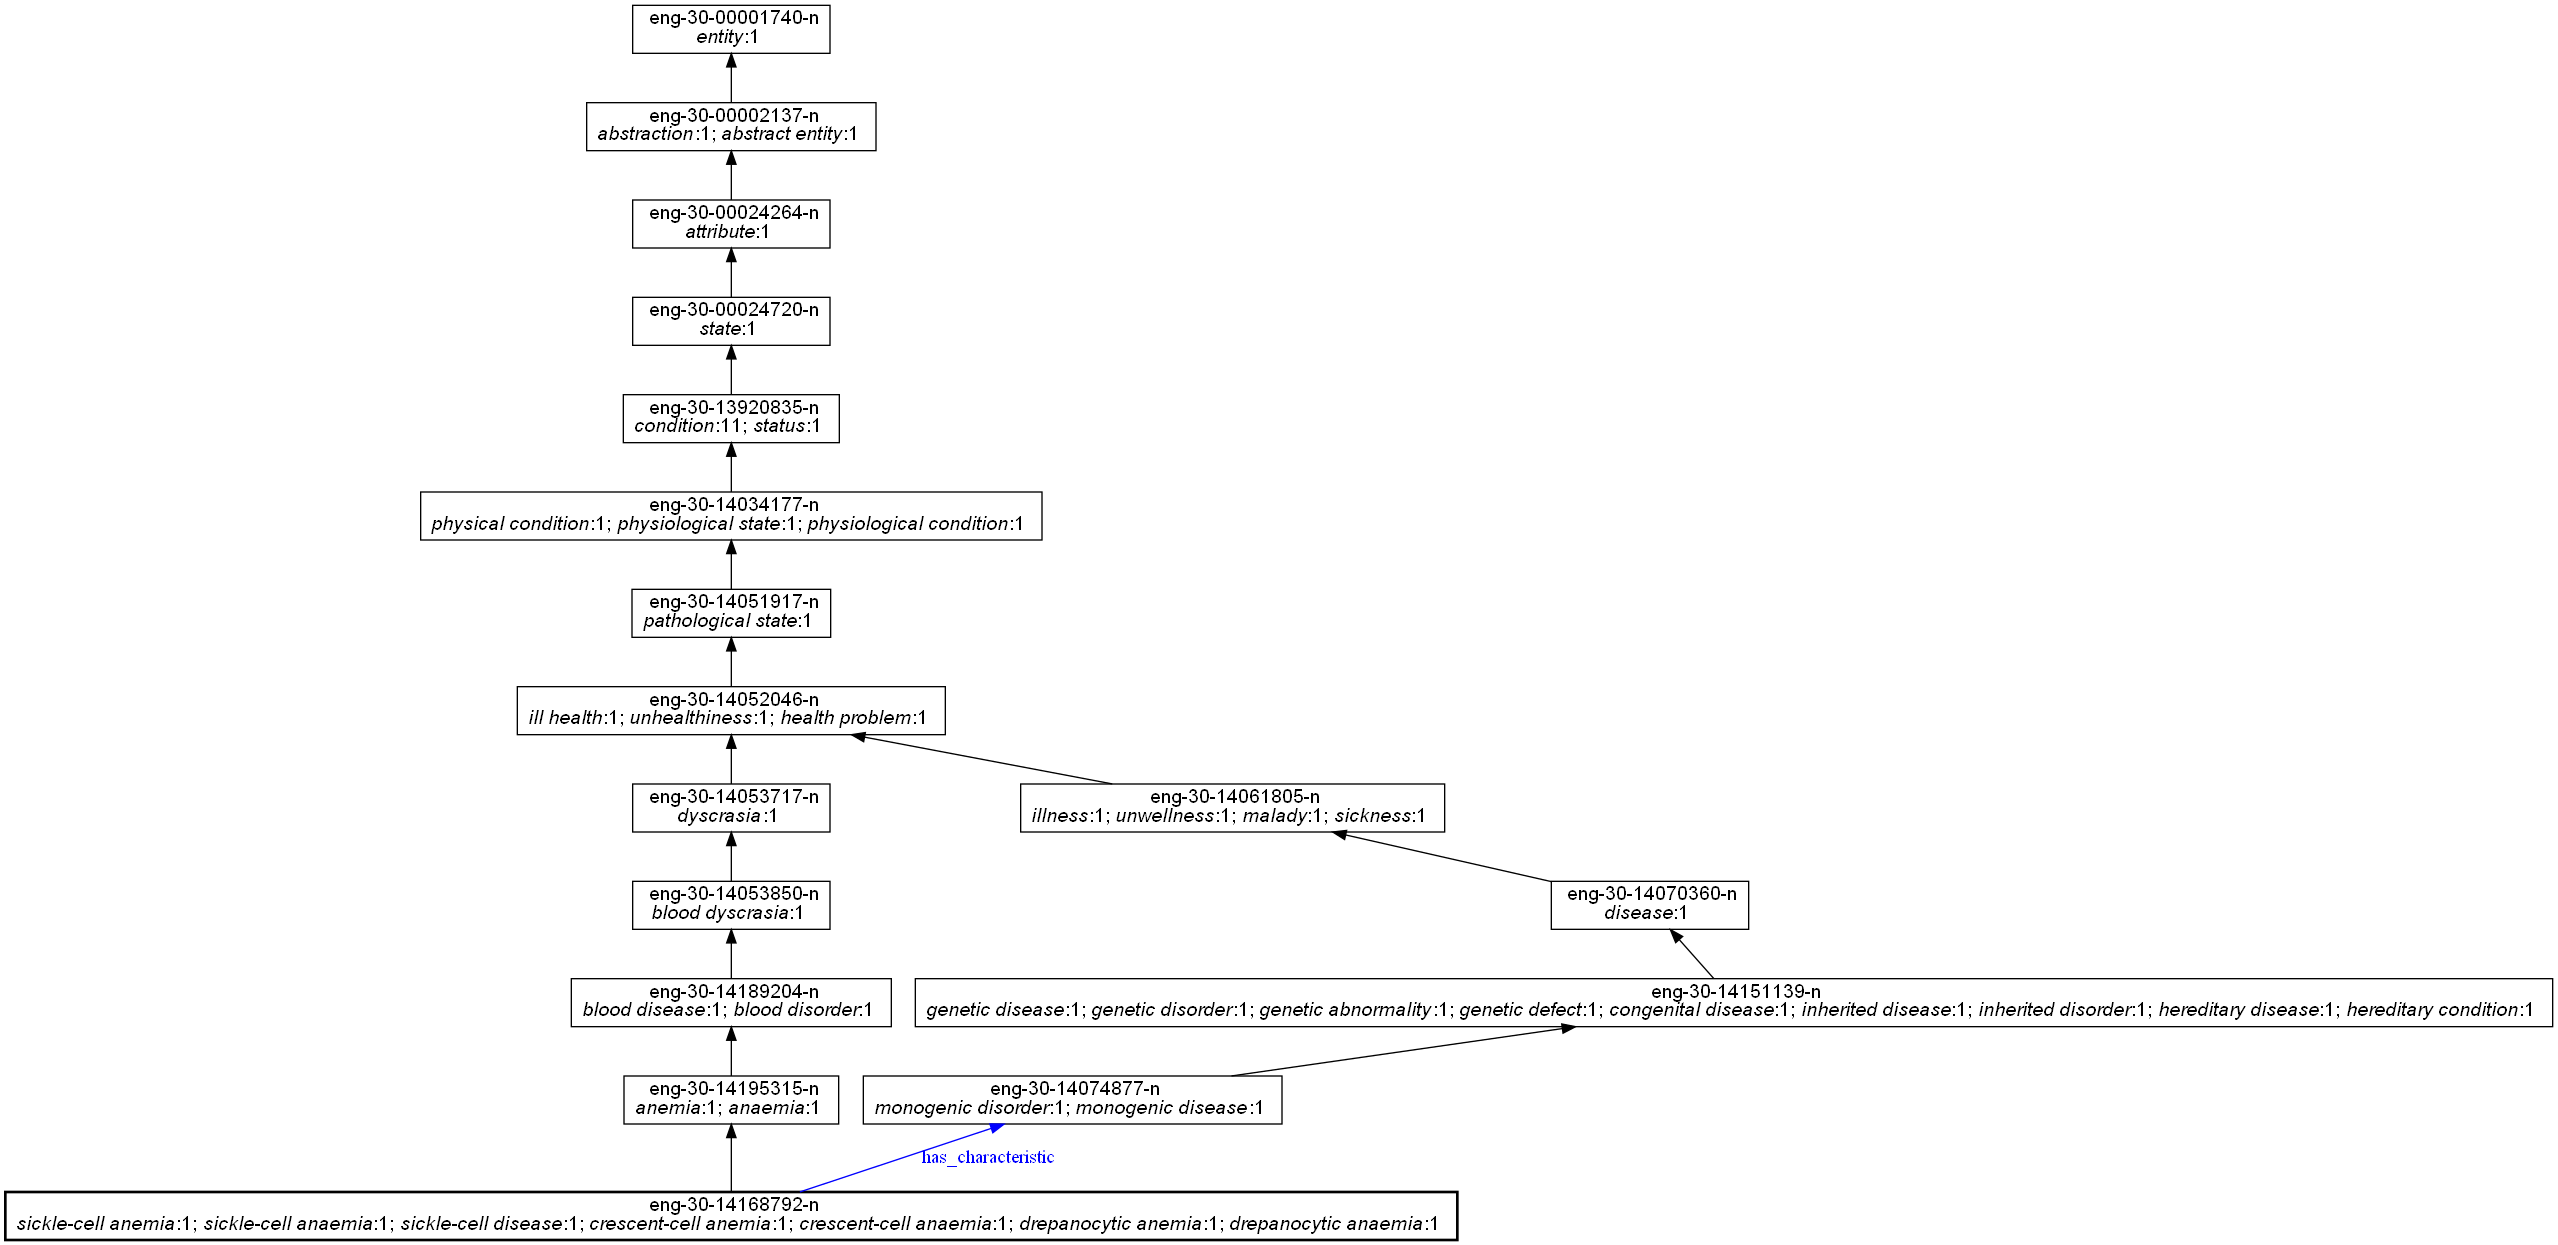 eng-30-00001740-n
entity:1
eng-30-00002137-n
abstraction:1; abstract entity:1
eng-30-00024264-n
attribute:1
eng-30-00024720-n
state:1
eng-30-13920835-n
condition:11; status:1
eng-30-14034177-n
physical condition:1; physiological state:1; physiological condition:1
eng-30-14051917-n
pathological state:1
eng-30-14052046-n
ill health:1; unhealthiness:1; health problem:1
eng-30-14053717-n
dyscrasia:1
eng-30-14061805-n
illness:1; unwellness:1; malady:1; sickness:1
eng-30-14053850-n
blood dyscrasia:1
eng-30-14070360-n
disease:1
eng-30-14189204-n
blood disease:1; blood disorder:1
eng-30-14151139-n
genetic disease:1; genetic disorder:1; genetic abnormality:1; genetic defect:1; congenital disease:1; inherited disease:1; inherited disorder:1; hereditary disease:1; hereditary condition:1
eng-30-14195315-n
anemia:1; anaemia:1
eng-30-14074877-n
monogenic disorder:1; monogenic disease:1
has_characteristic
eng-30-14168792-n
sickle-cell anemia:1; sickle-cell anaemia:1; sickle-cell disease:1; crescent-cell anemia:1; crescent-cell anaemia:1; drepanocytic anemia:1; drepanocytic anaemia:1